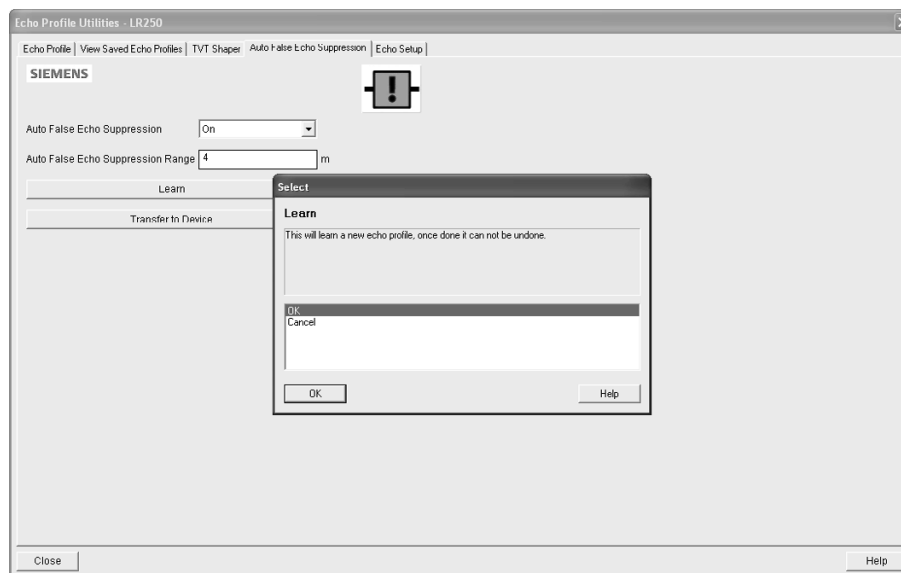 Echo Profile Utilities - LR250
Echo Profile | View Saved Echo Profiles | TVT Shaper | Auto False Echo Suppression | Echo Setup |
SIEMENS
!
Auto False Echo Suppression On
Auto False Echo Suppression Range 4 m
Learn
Transfer to Device
Select
Learn
This will learn a new echo profile, once done it can not be undone.
OK
Cancel
OK Help
Close Help